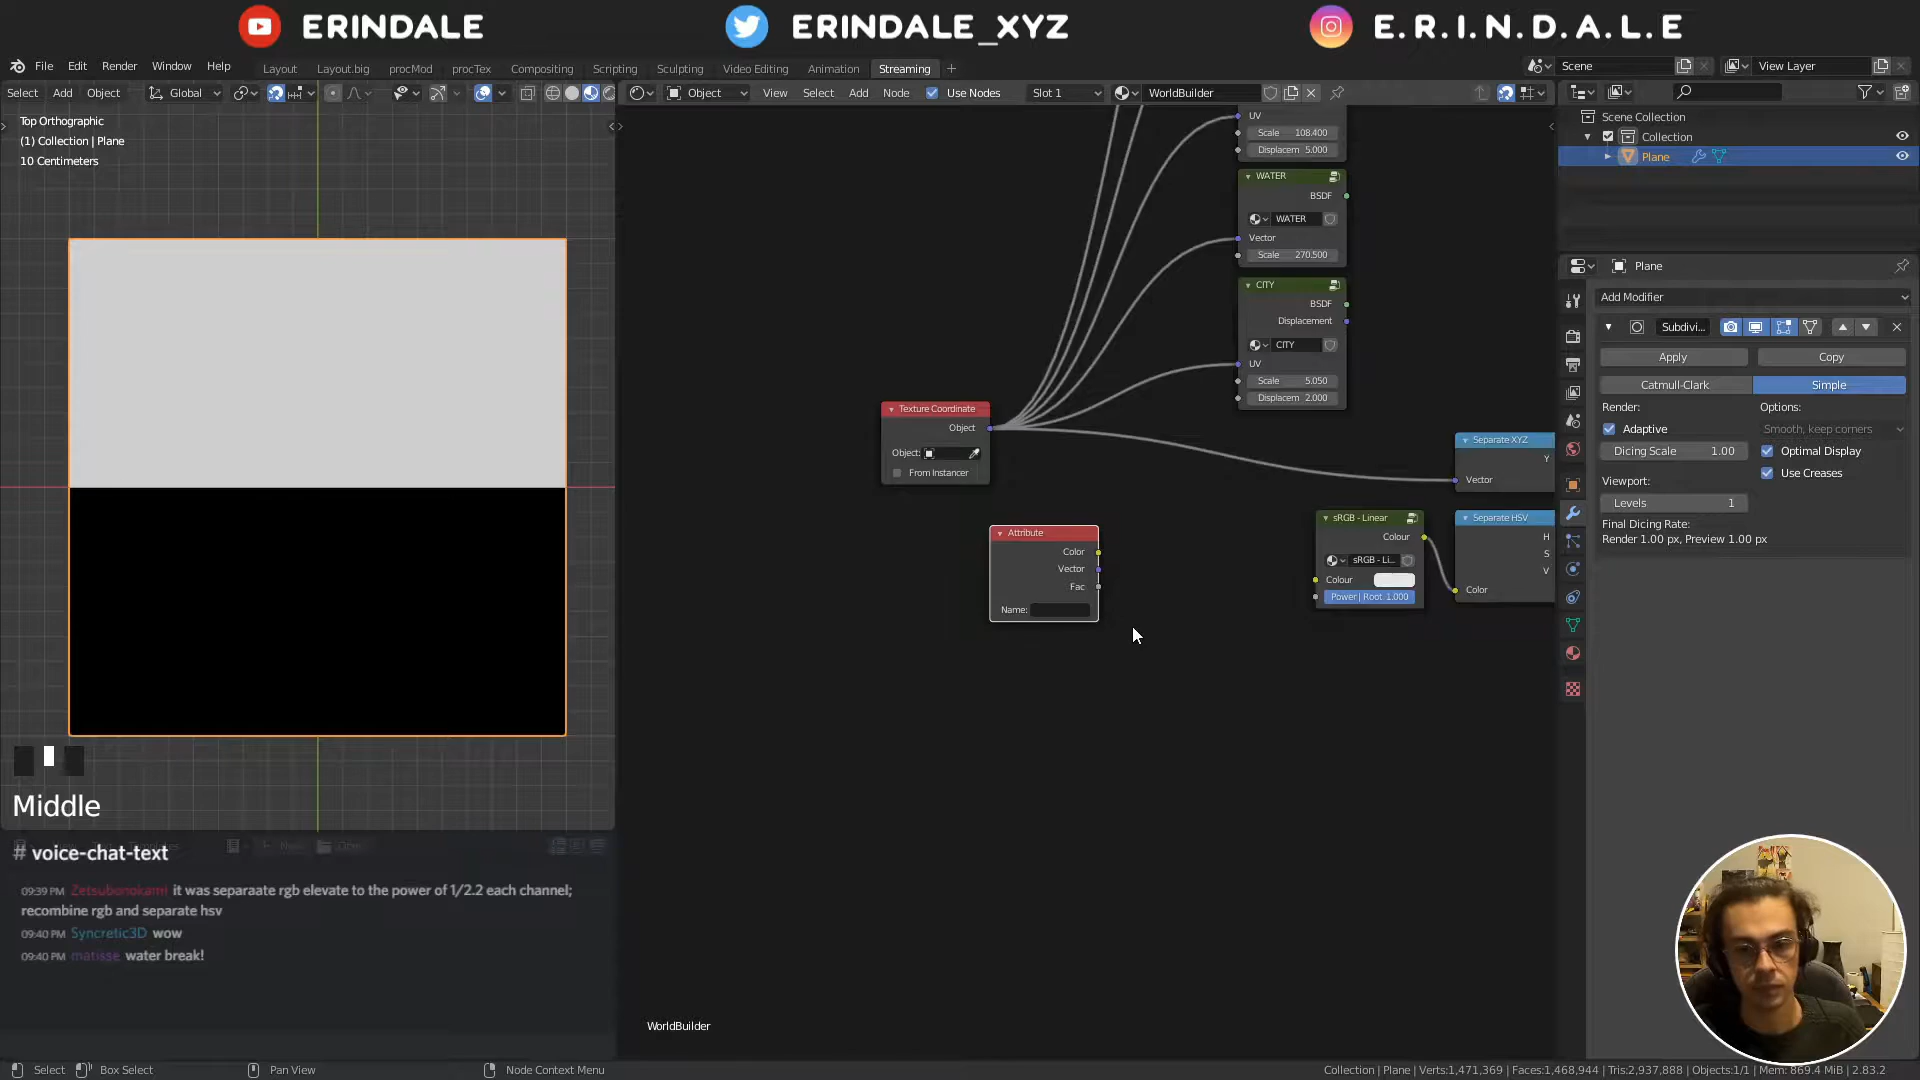 ERINDALE
ERINDALE_XYZ
E.R.I.N.D.A.L.E
File Edit Render Window Help
Layout Layout.big procMod procTex Compositing Scripting Sculpting Video Editing Animation Streaming +
Scene
View Layer
Select Add Object Global
Object View Select Add Node Use Nodes Slot 1 WorldBuilder
Top Orthographic
(1) Collection | Plane
10 Centimeters
UV
Scale 108.400
Displacem 5.000
WATER
BSDF
WATER
Vector
Scale 270.500
CITY
BSDF
Displacement
CITY
UV
Scale 5.050
Displacem 2.000
Texture Coordinate
Object
Object:
From Instancer
Attribute
Color
Vector
Fac
Name:
sRGB - Linear
Colour
sRGB - Li...
Colour
Power | Root 1.000
Separate XYZ
Y
Vector
Separate HSV
H
S
V
Color
WorldBuilder
Scene Collection
Collection
Plane
Plane
Add Modifier
Subdivi...
Apply Copy
Catmull-Clark Simple
Render: Options:
Adaptive Smooth, keep corners
Dicing Scale 1.00 Optimal Display
Viewport: Use Creases
Levels 1
Final Dicing Rate:
Render 1.00 px, Preview 1.00 px
Middle
# voice-chat-text
09:39 PM Zetsubonokami it was separaate rgb elevate to the power of 1/2.2 each channel;
recombine rgb and separate hsv
09:40 PM Syncretic3D wow
09:40 PM matisse water break!
Select Box Select Pan View Node Context Menu
Collection | Plane | Verts:1,471,369 | Faces:1,468,944 | Tris:2,937,888 | Objects:1/1 | Mem: 869.4 MiB | 2.83.2